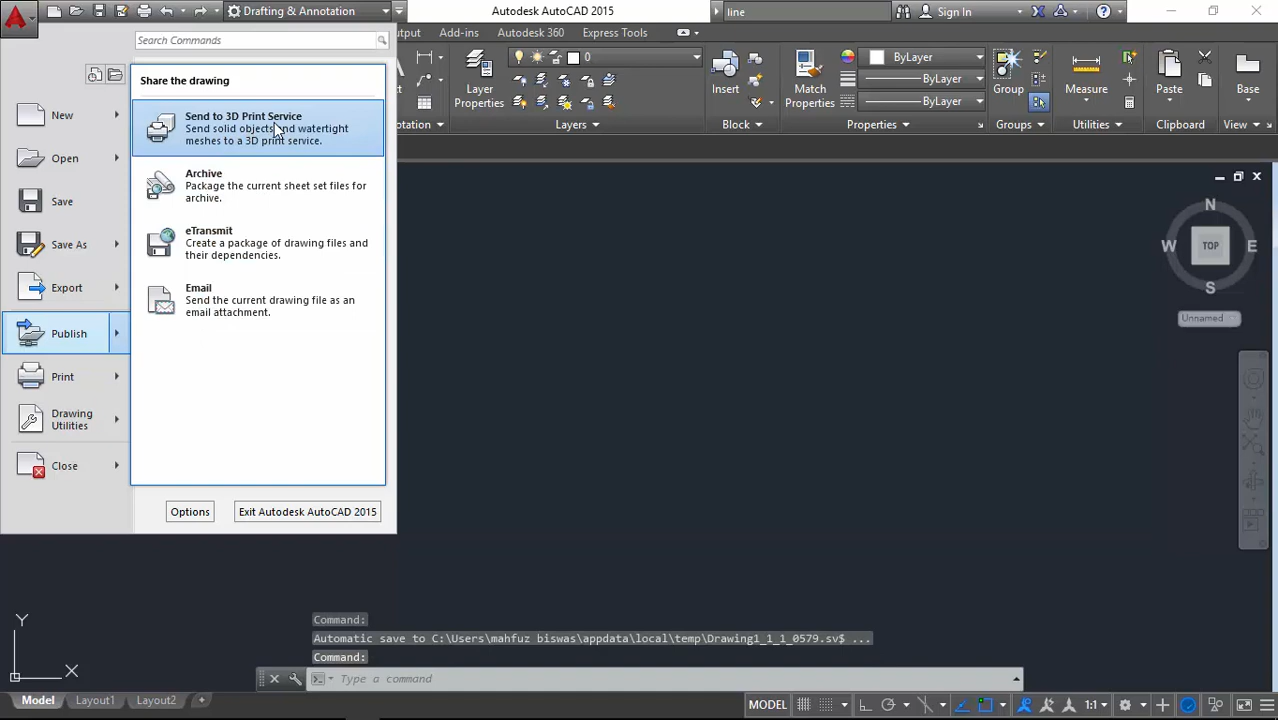 Drafting & Annotation
Autodesk AutoCAD 2015
line
Sign In
Search Commands
Output
Add-ins
Autodesk 360
Express Tools
Share the drawing
Send to 3D Print Service
Send solid objects and watertight
meshes to a 3D print service.
Archive
Package the current sheet set files for
archive.
eTransmit
Create a package of drawing files and
their dependencies.
Email
Send the current drawing file as an
email attachment.
New
Open
Save
Save As
Export
Publish
Print
Drawing
Utilities
Close
Options
Exit Autodesk AutoCAD 2015
Layer
Properties
0
Layers
Insert
Block
Match
Properties
ByLayer
ByLayer
ByLayer
Properties
Group
Groups
Measure
Utilities
Paste
Clipboard
Base
View
N
W
TOP
E
S
Unnamed
Y
X
Command:
Automatic save to C:\Users\mahfuz biswas\appdata\local\temp\Drawing1_1_1_0579.sv$ ...
Command:
Type a command
Model
Layout1
Layout2
+
MODEL
1:1